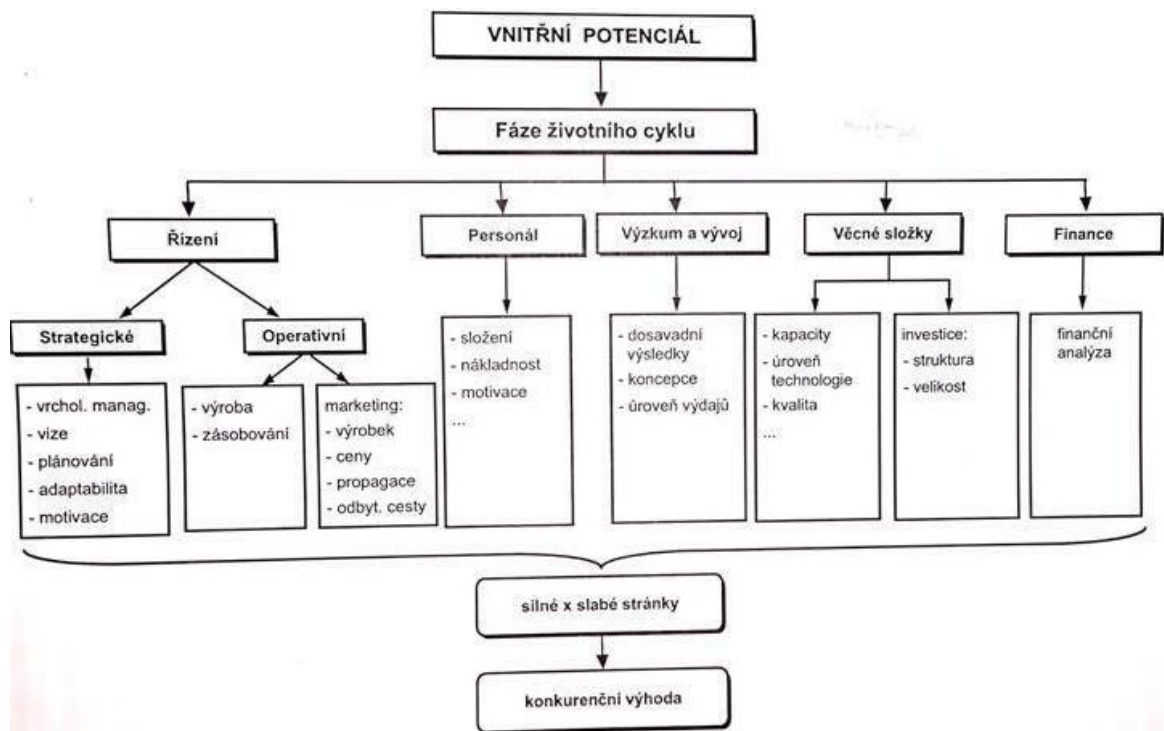 VNITŘNÍ POTENCIÁL
Fáze životního cyklu
Řízení
Personál
Výzkum a vývoj
Věcné složky
Finance
Strategické
Operativní
- vrchol. manag.
- vize
- plánování
- adaptabilita
- motivace
- výroba
- zásobování
marketing:
- výrobek
- ceny
- propagace
- odbyt. cesty
- složení
- nákladnost
- motivace
...
- dosavadní
výsledky
- koncepce
- úroveň výdajů
- kapacity
- úroveň
technologie
- kvalita
...
investice:
- struktura
- velikost
finanční
analýza
silné x slabé stránky
konkurenční výhoda